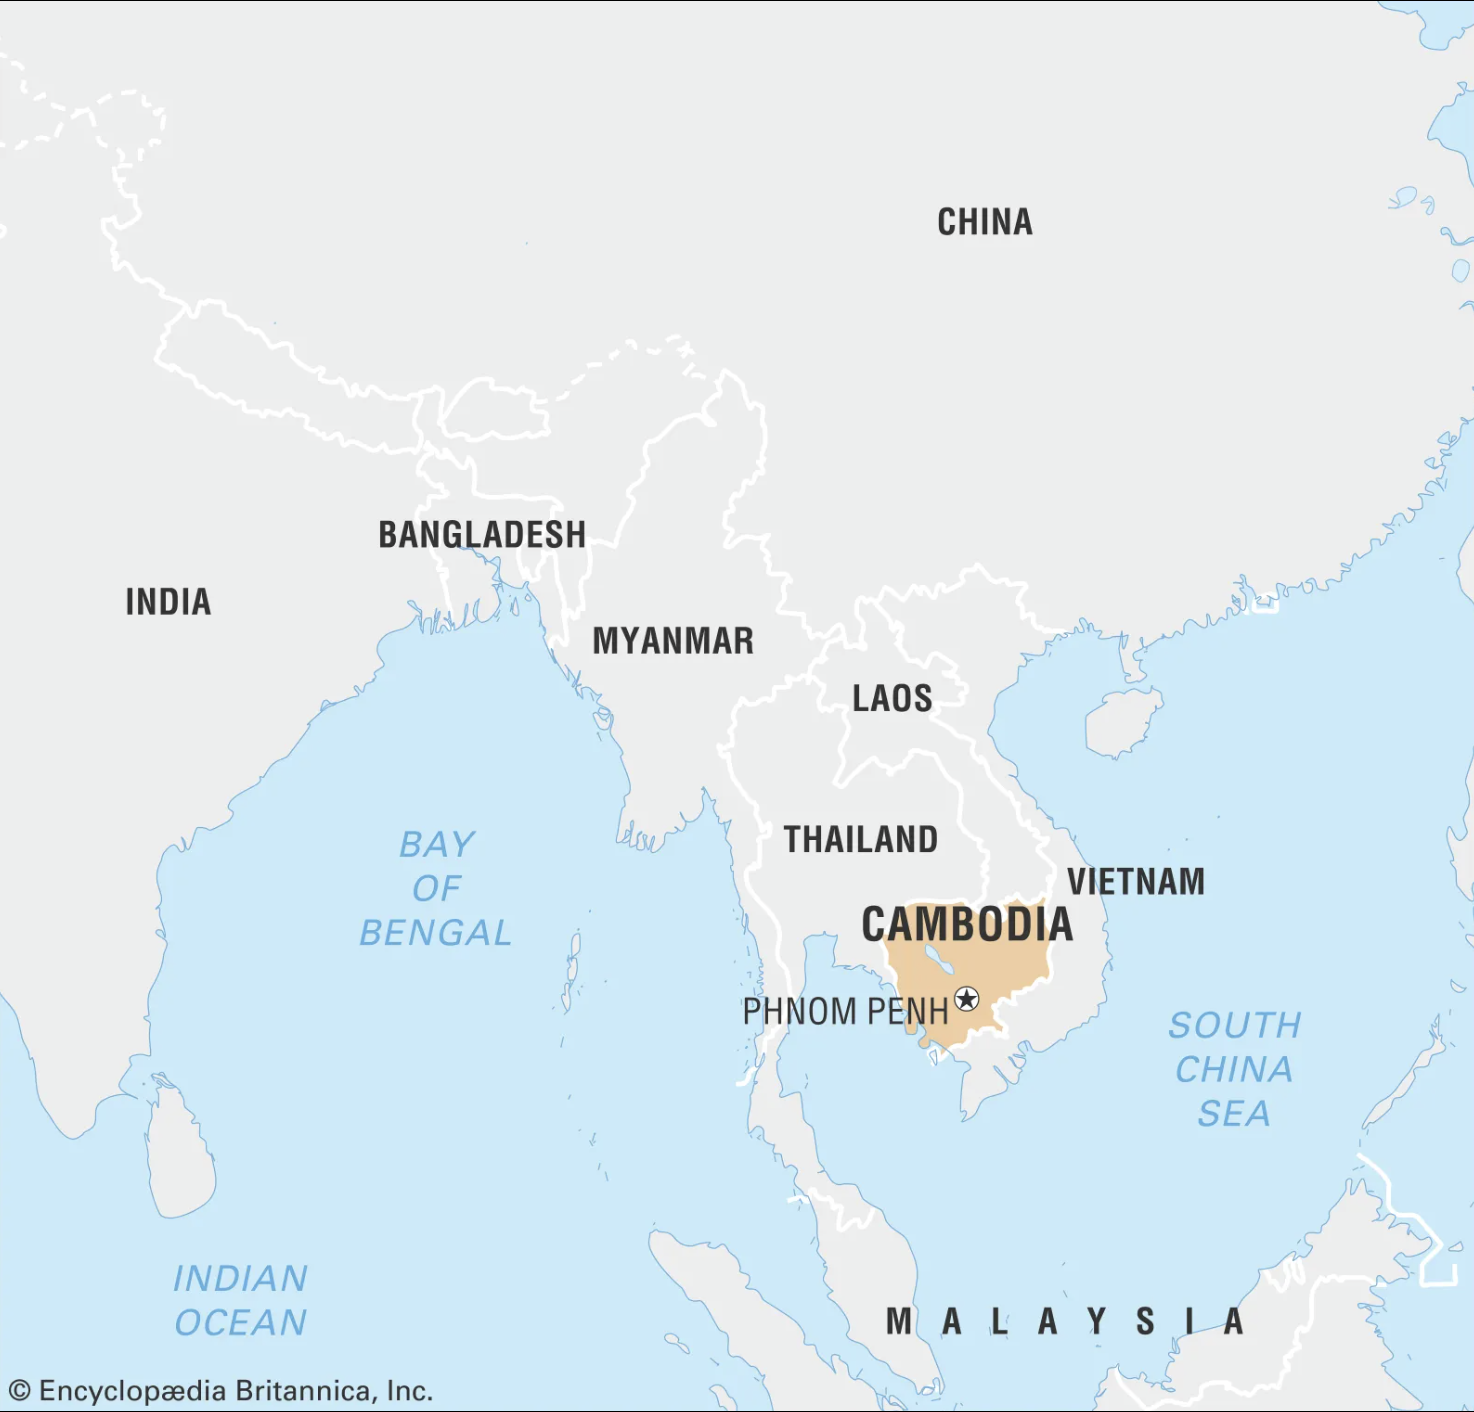 CHINA
BANGLADESH
INDIA
MYANMAR
LAOS
THAILAND
VIETNAM
CAMBODIA
PHNOM PENH
BAY
OF
BENGAL
SOUTH
CHINA
SEA
INDIAN
OCEAN
MALAYSIA
© Encyclopædia Britannica, Inc.